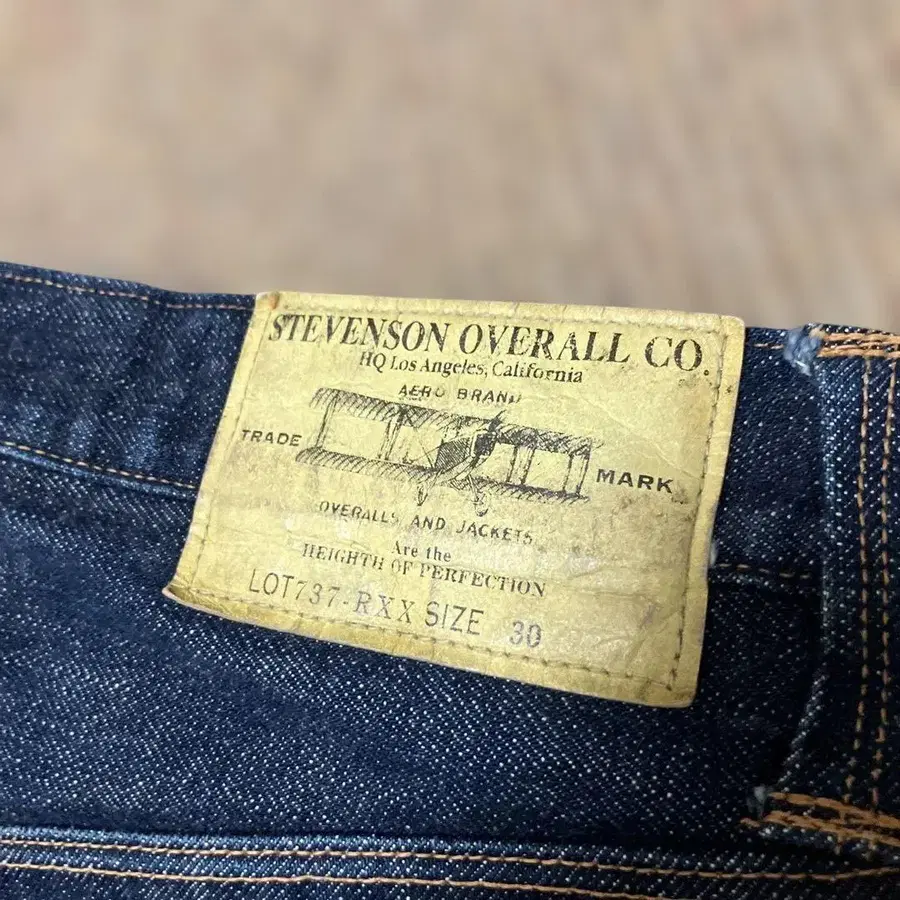 STEVENSON OVERALL CO.
HQ Los Angeles, California
AERO BRAND
TRADE MARK
OVERALLS AND JACKETS
Are the
HEIGHTH OF PERFECTION
LOT737-RXX SIZE 30